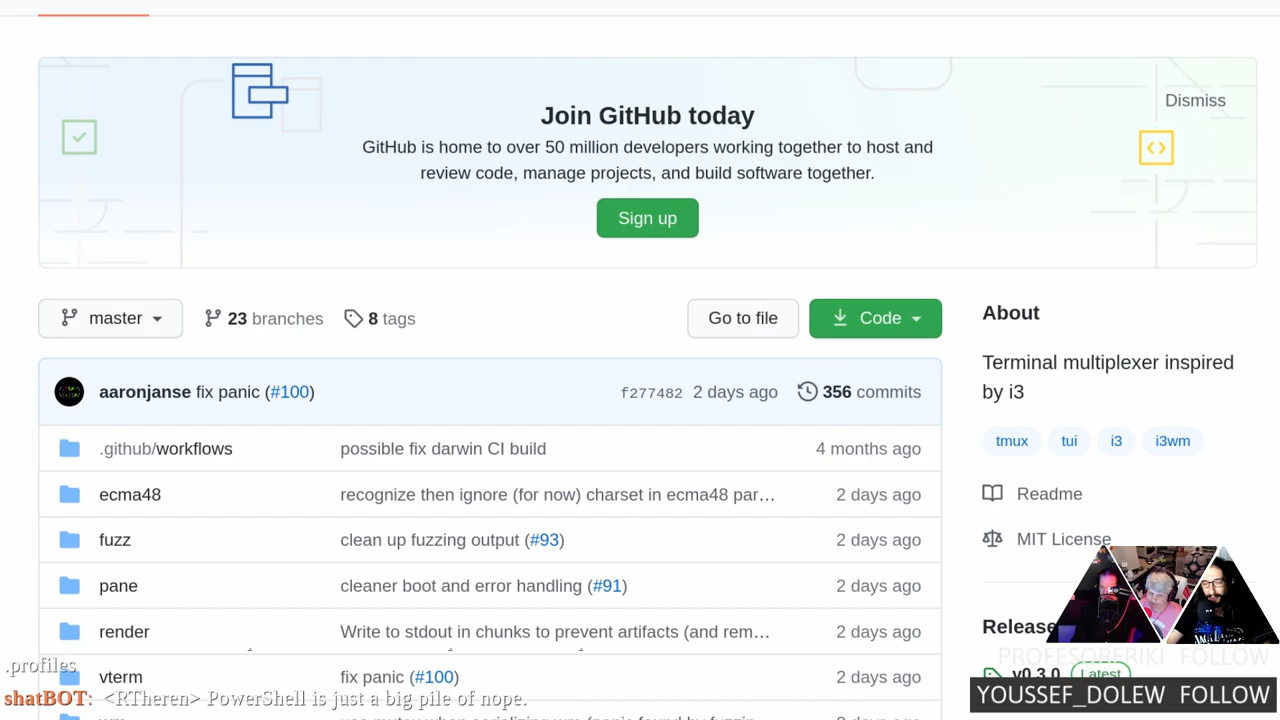 Join GitHub today
Dismiss
GitHub is home to over 50 million developers working together to host and
review code, manage projects, and build software together.
Sign up
master
23 branches
8 tags
Go to file
Code
aaronjanse fix panic (#100)
f277482 2 days ago
356 commits
.github/workflows
possible fix darwin CI build
4 months ago
ecma48
recognize then ignore (for now) charset in ecma48 par…
2 days ago
fuzz
clean up fuzzing output (#93)
2 days ago
pane
cleaner boot and error handling (#91)
2 days ago
render
Write to stdout in chunks to prevent artifacts (and rem…
2 days ago
vterm
fix panic (#100)
2 days ago
About
Terminal multiplexer inspired
by i3
tmux
tui
i3
i3wm
Readme
MIT License
Release
v0.3.0
Latest
PROFESORFRIKI FOLLOW
YOUSSEF_DOLEW FOLLOW
.profiles
shatBOT: <RTheren> PowerShell is just a big pile of nope.